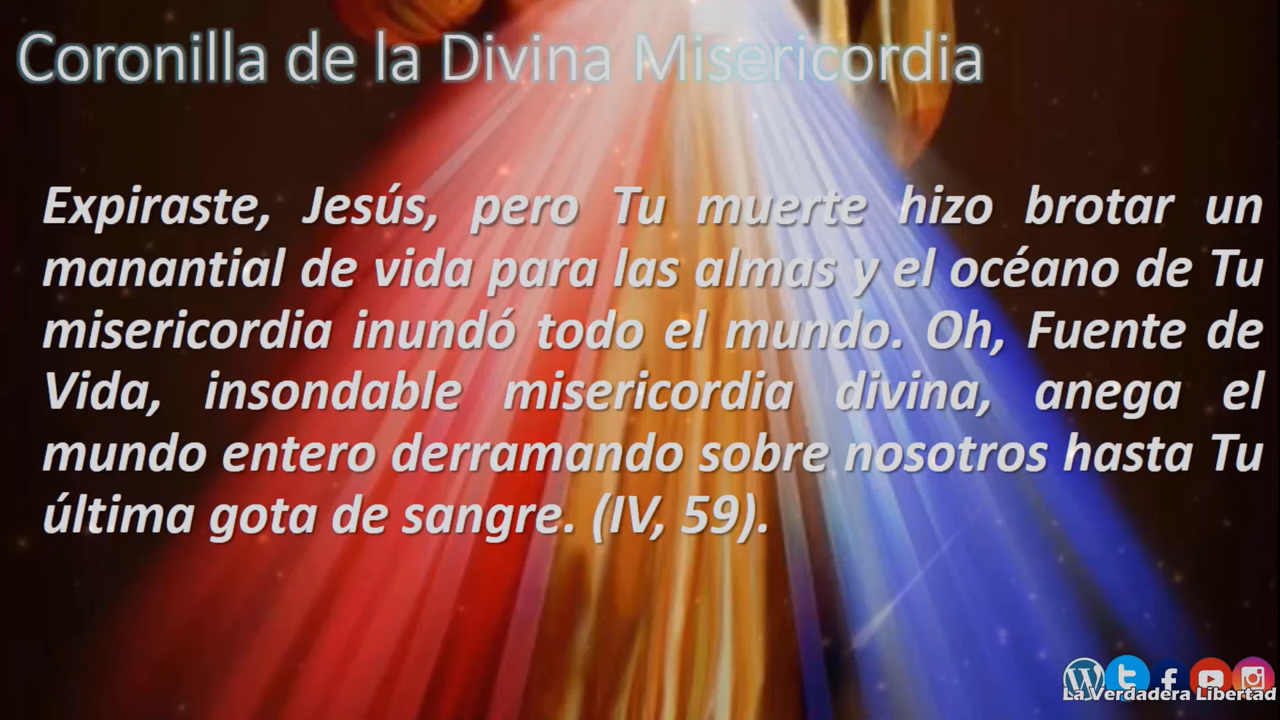 Coronilla de la Divina Misericordia
Expiraste, Jesús, pero Tu muerte hizo brotar un
manantial de vida para las almas y el océano de Tu
misericordia inundó todo el mundo. Oh, Fuente de
Vida, insondable misericordia divina, anega el
mundo entero derramando sobre nosotros hasta Tu
última gota de sangre. (IV, 59).
La Verdadera Libertad